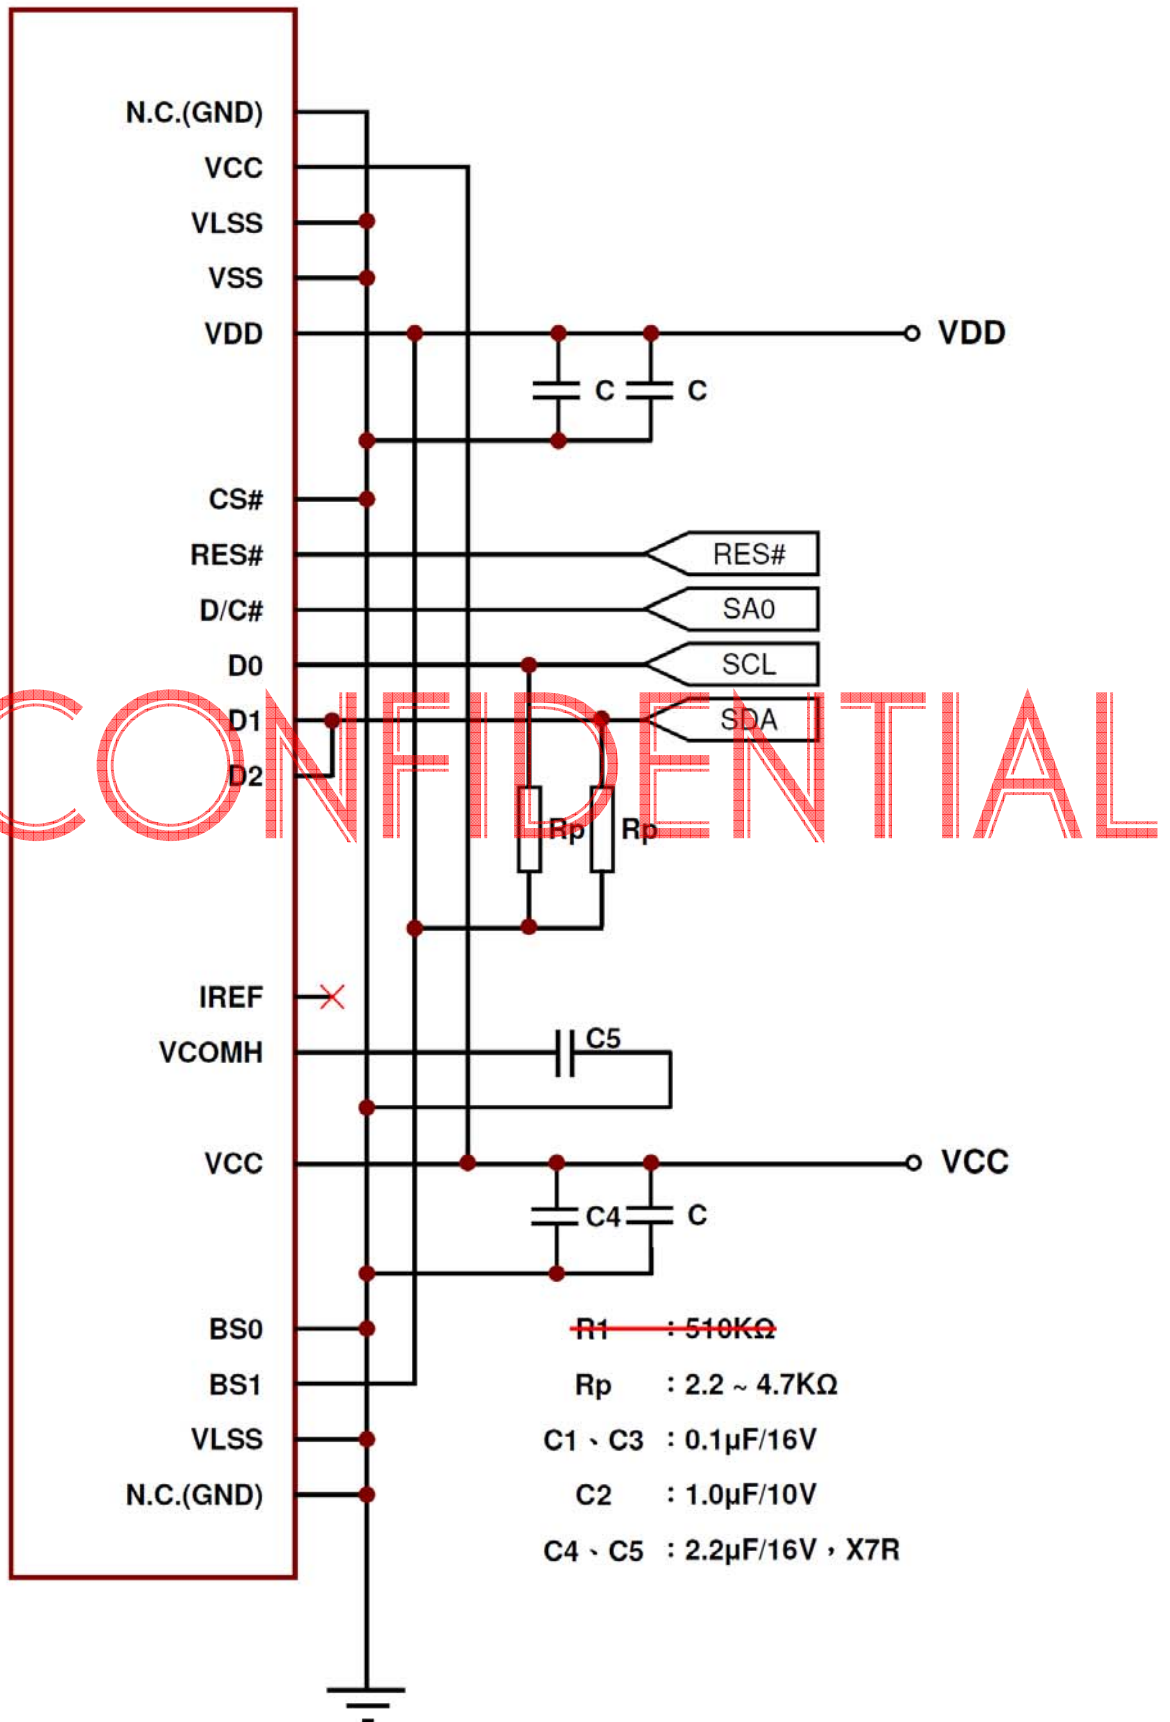 N.C.(GND)
VCC
VLSS
VSS
VDD
VDD
C
C
CS#
RES#
RES#
D/C#
SA0
D0
SCL
D1
SDA
D2
CONFIDENTIAL
Rp
Rp
IREF
VCOMH
C5
VCC
VCC
C4
C
BS0
R1 : 510KΩ
BS1
Rp : 2.2 ~ 4.7KΩ
VLSS
C1、C3 : 0.1μF/16V
N.C.(GND)
C2 : 1.0μF/10V
C4、C5 : 2.2μF/16V，X7R